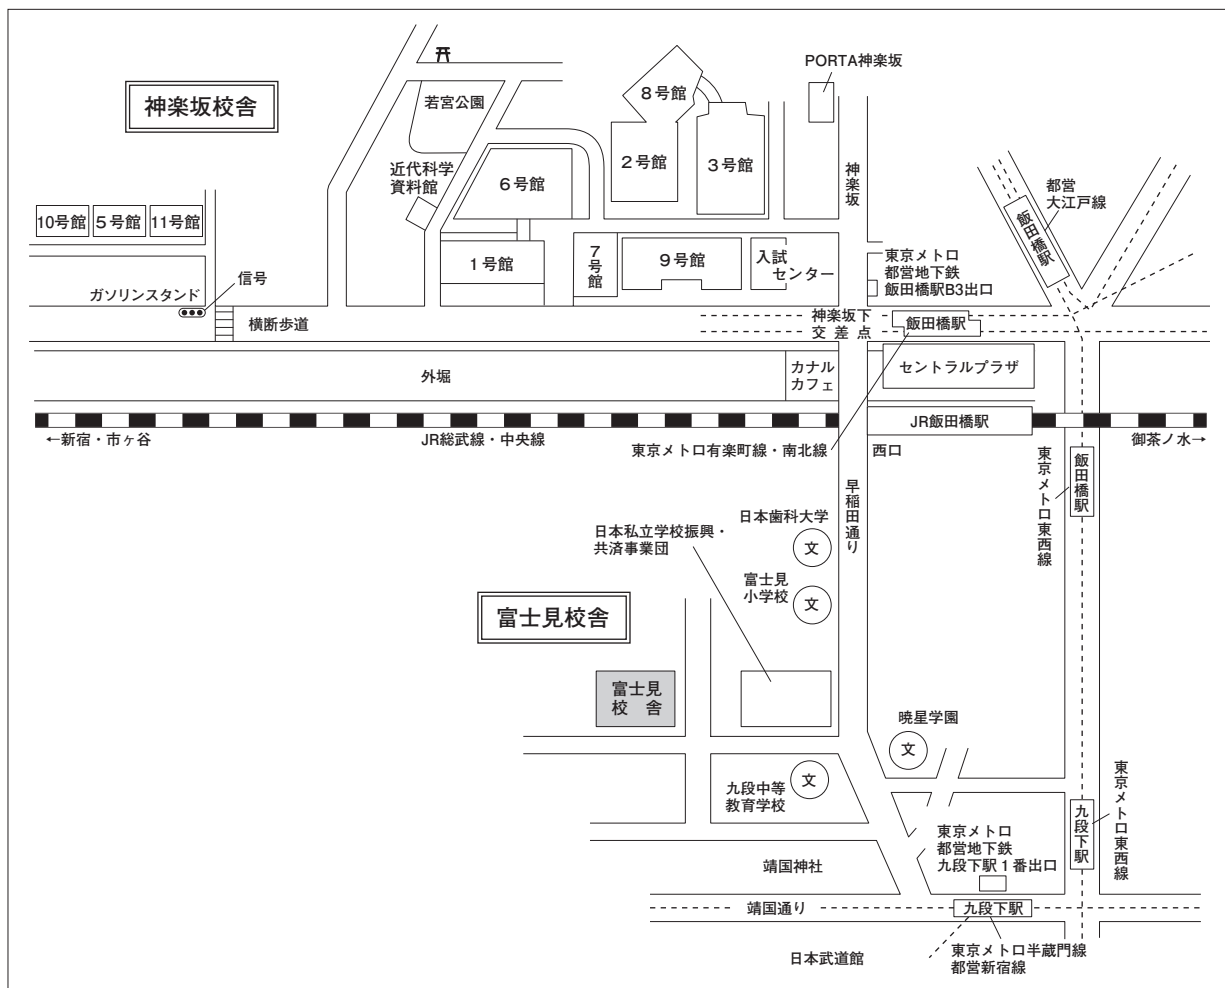 PORTA神楽坂
神楽坂校舎
若宮公園
8号館
2号館
3号館
近代科学
資料館
6号館
神楽坂
都営
大江戸線
飯田橋駅
10号館
5号館
11号館
1号館
7号館
9号館
入試
センター
東京メトロ
都営地下鉄
飯田橋駅B3出口
信号
ガソリンスタンド
横断歩道
神楽坂下
交差点
飯田橋駅
外堀
カナル
カフェ
セントラルプラザ
JR飯田橋駅
←新宿・市ヶ谷
JR総武線・中央線
東京メトロ有楽町線・南北線
西口
御茶ノ水→
東京メトロ東西線
飯田橋駅
早稲田通り
日本歯科大学
文
日本私立学校振興・
共済事業団
富士見
小学校
文
富士見校舎
富士見
校舎
暁星学園
文
九段中等
教育学校
文
東京メトロ東西線
九段下駅
東京メトロ
都営地下鉄
九段下駅1番出口
靖国神社
靖国通り
九段下駅
日本武道館
東京メトロ半蔵門線
都営新宿線